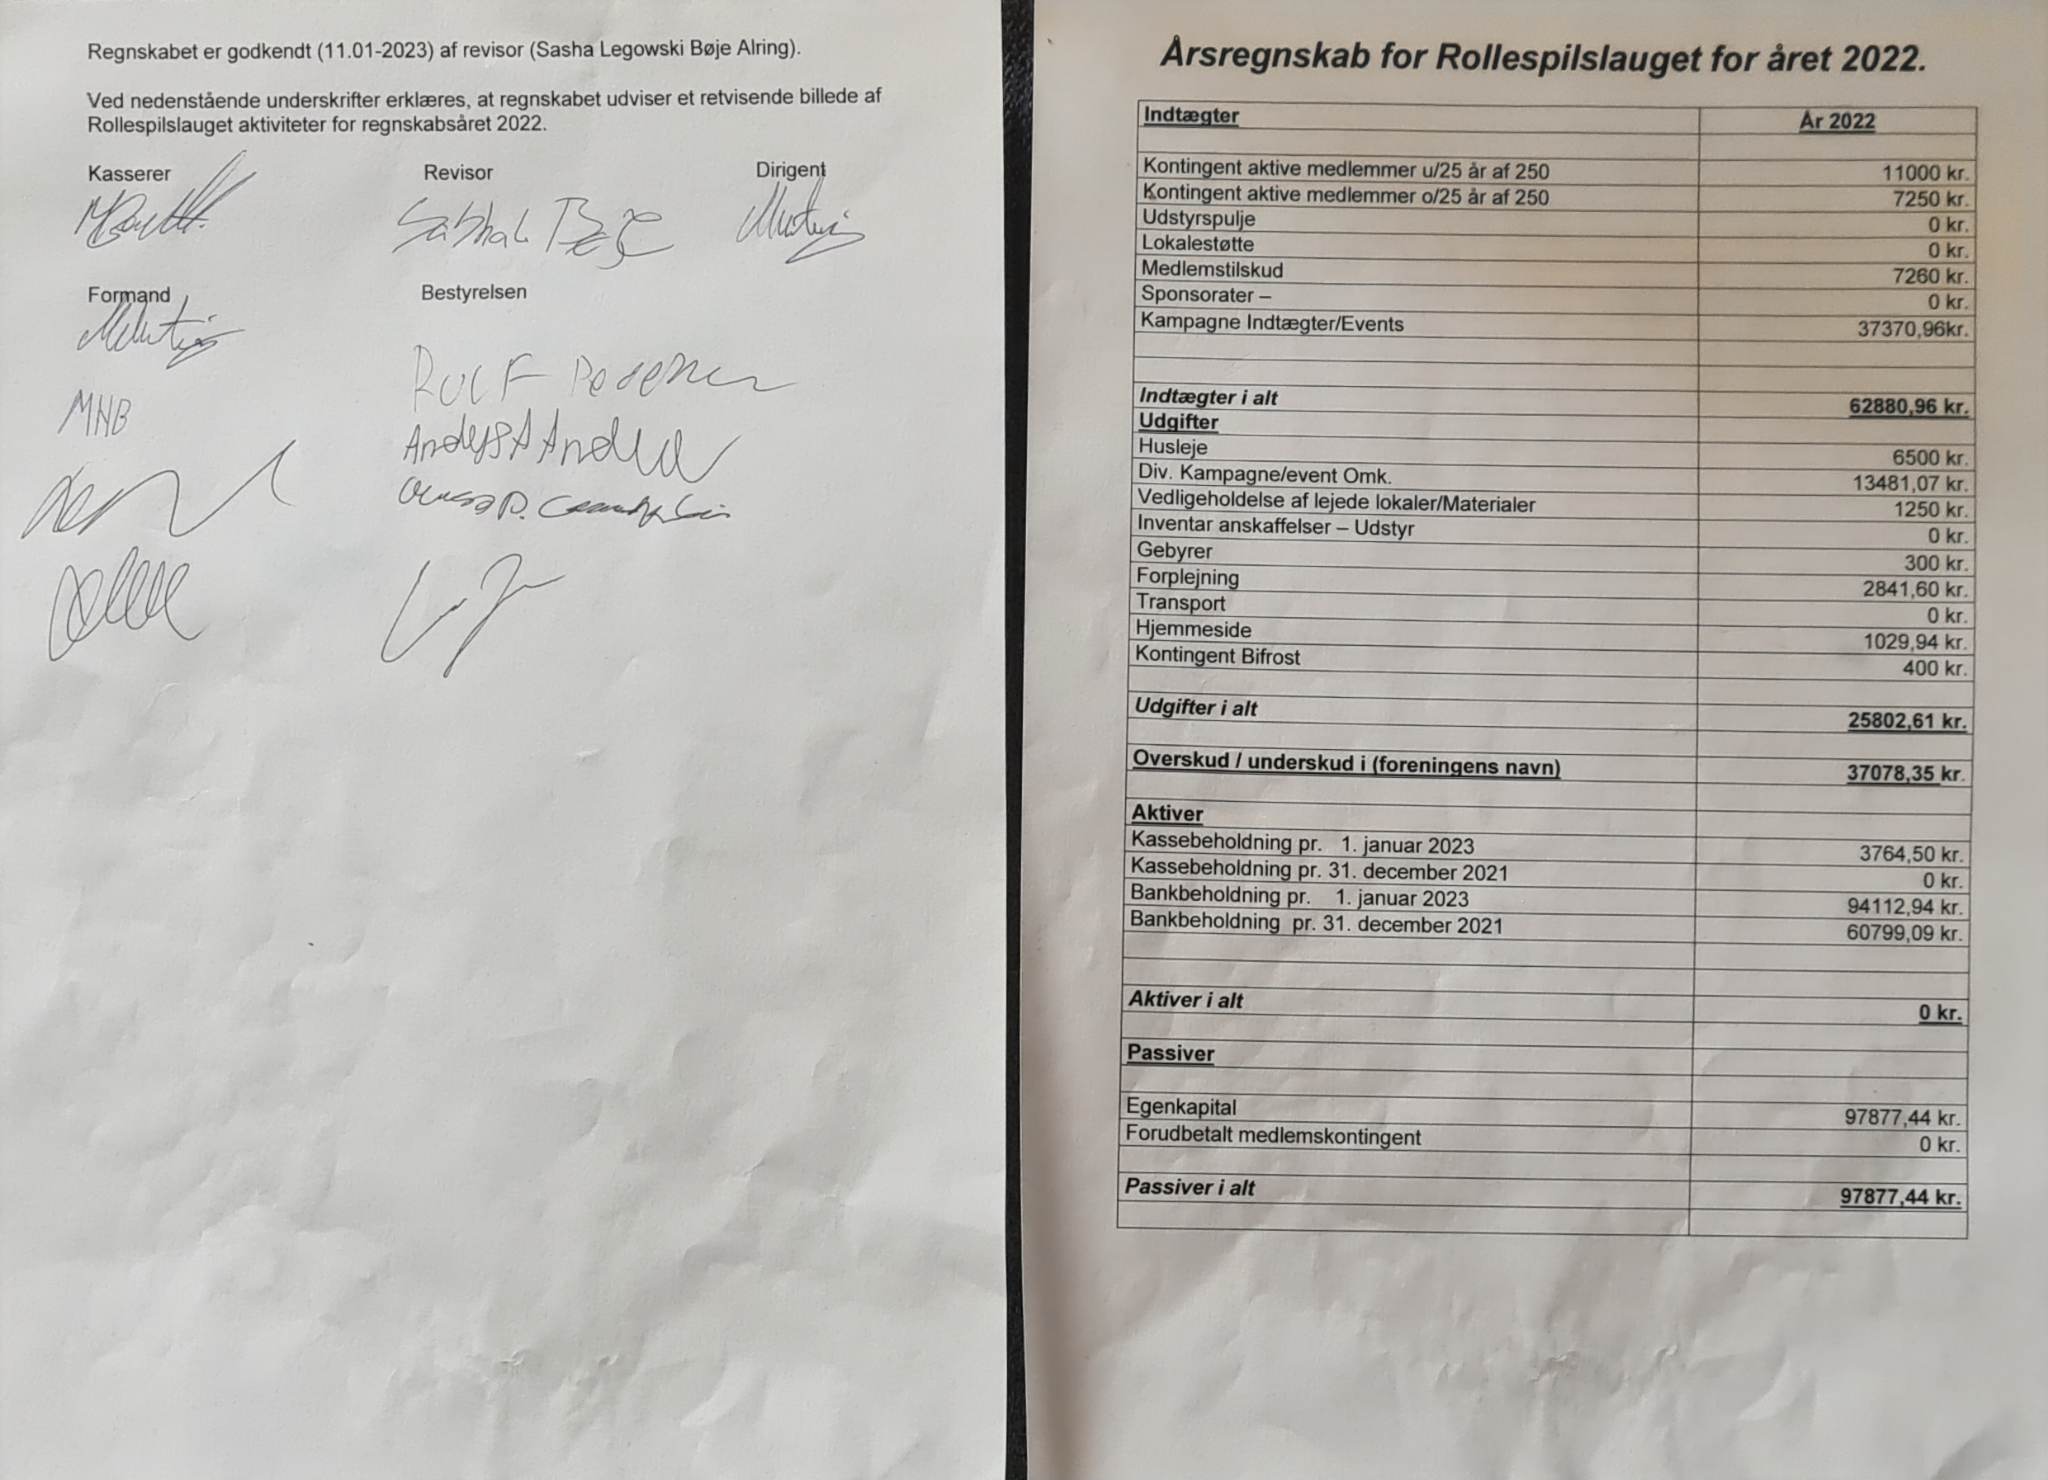 Regnskabet er godkendt (11.01-2023) af revisor (Sasha Legowski Bøje Alring).
Ved nedenstående underskrifter erklæres, at regnskabet udviser et retvisende billede af
Rollespilslauget aktiviteter for regnskabsåret 2022.
Kasserer Revisor Dirigent
Formand Bestyrelsen
MNB
Årsregnskab for Rollespilslauget for året 2022.
Indtægter År 2022
Kontingent aktive medlemmer u/25 år af 250 11000 kr.
Kontingent aktive medlemmer o/25 år af 250 7250 kr.
Udstyrspulje 0 kr.
Lokalestøtte 0 kr.
Medlemstilskud 7260 kr.
Sponsorater – 0 kr.
Kampagne Indtægter/Events 37370,96kr.
Indtægter i alt 62880,96 kr.
Udgifter
Husleje 6500 kr.
Div. Kampagne/event Omk. 13481,07 kr.
Vedligeholdelse af lejede lokaler/Materialer 1250 kr.
Inventar anskaffelser – Udstyr 0 kr.
Gebyrer 300 kr.
Forplejning 2841,60 kr.
Transport 0 kr.
Hjemmeside 1029,94 kr.
Kontingent Bifrost 400 kr.
Udgifter i alt 25802,61 kr.
Overskud / underskud i (foreningens navn) 37078,35 kr.
Aktiver
Kassebeholdning pr. 1. januar 2023 3764,50 kr.
Kassebeholdning pr. 31. december 2021 0 kr.
Bankbeholdning pr. 1. januar 2023 94112,94 kr.
Bankbeholdning pr. 31. december 2021 60799,09 kr.
Aktiver i alt 0 kr.
Passiver
Egenkapital 97877,44 kr.
Forudbetalt medlemskontingent 0 kr.
Passiver i alt 97877,44 kr.